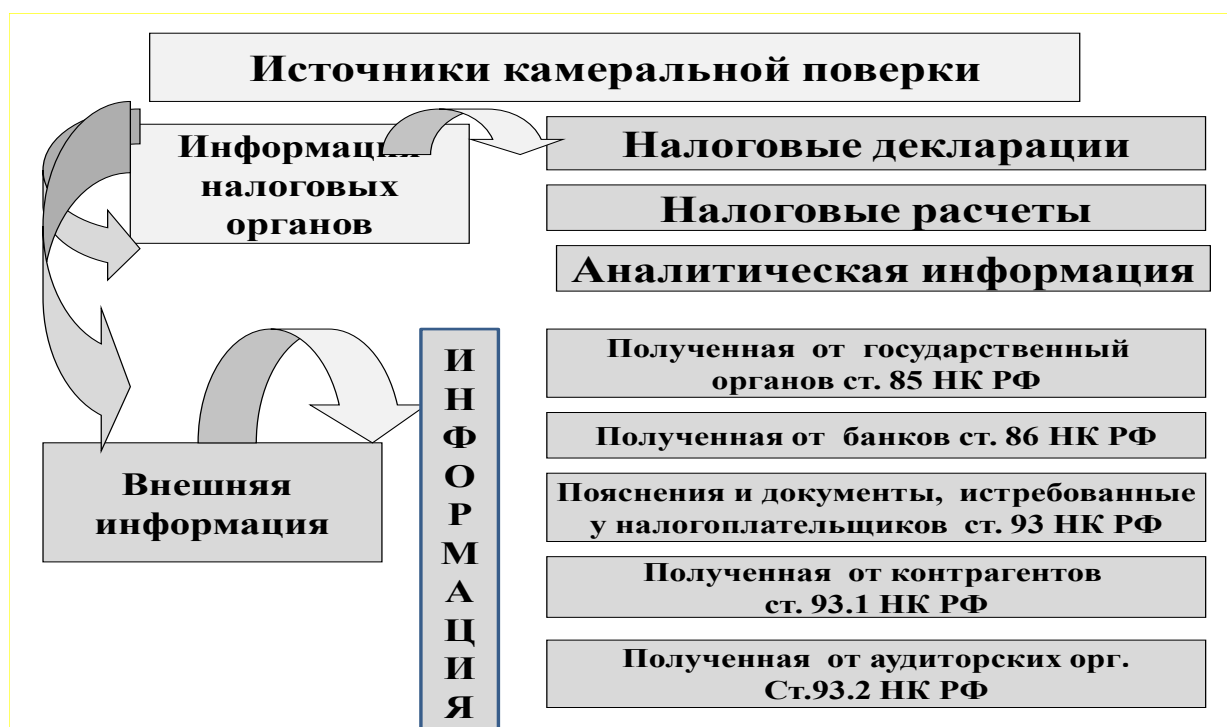 Источники камеральной поверки
Информация
налоговых
органов
Налоговые декларации
Налоговые расчеты
Аналитическая информация
Внешняя
информация
И
Н
Ф
О
Р
М
А
Ц
И
Я
Полученная от государственный
органов ст. 85 НК РФ
Полученная от банков ст. 86 НК РФ
Пояснения и документы, истребованные
у налогоплательщиков ст. 93 НК РФ
Полученная от контрагентов
ст. 93.1 НК РФ
Полученная от аудиторских орг.
Ст.93.2 НК РФ